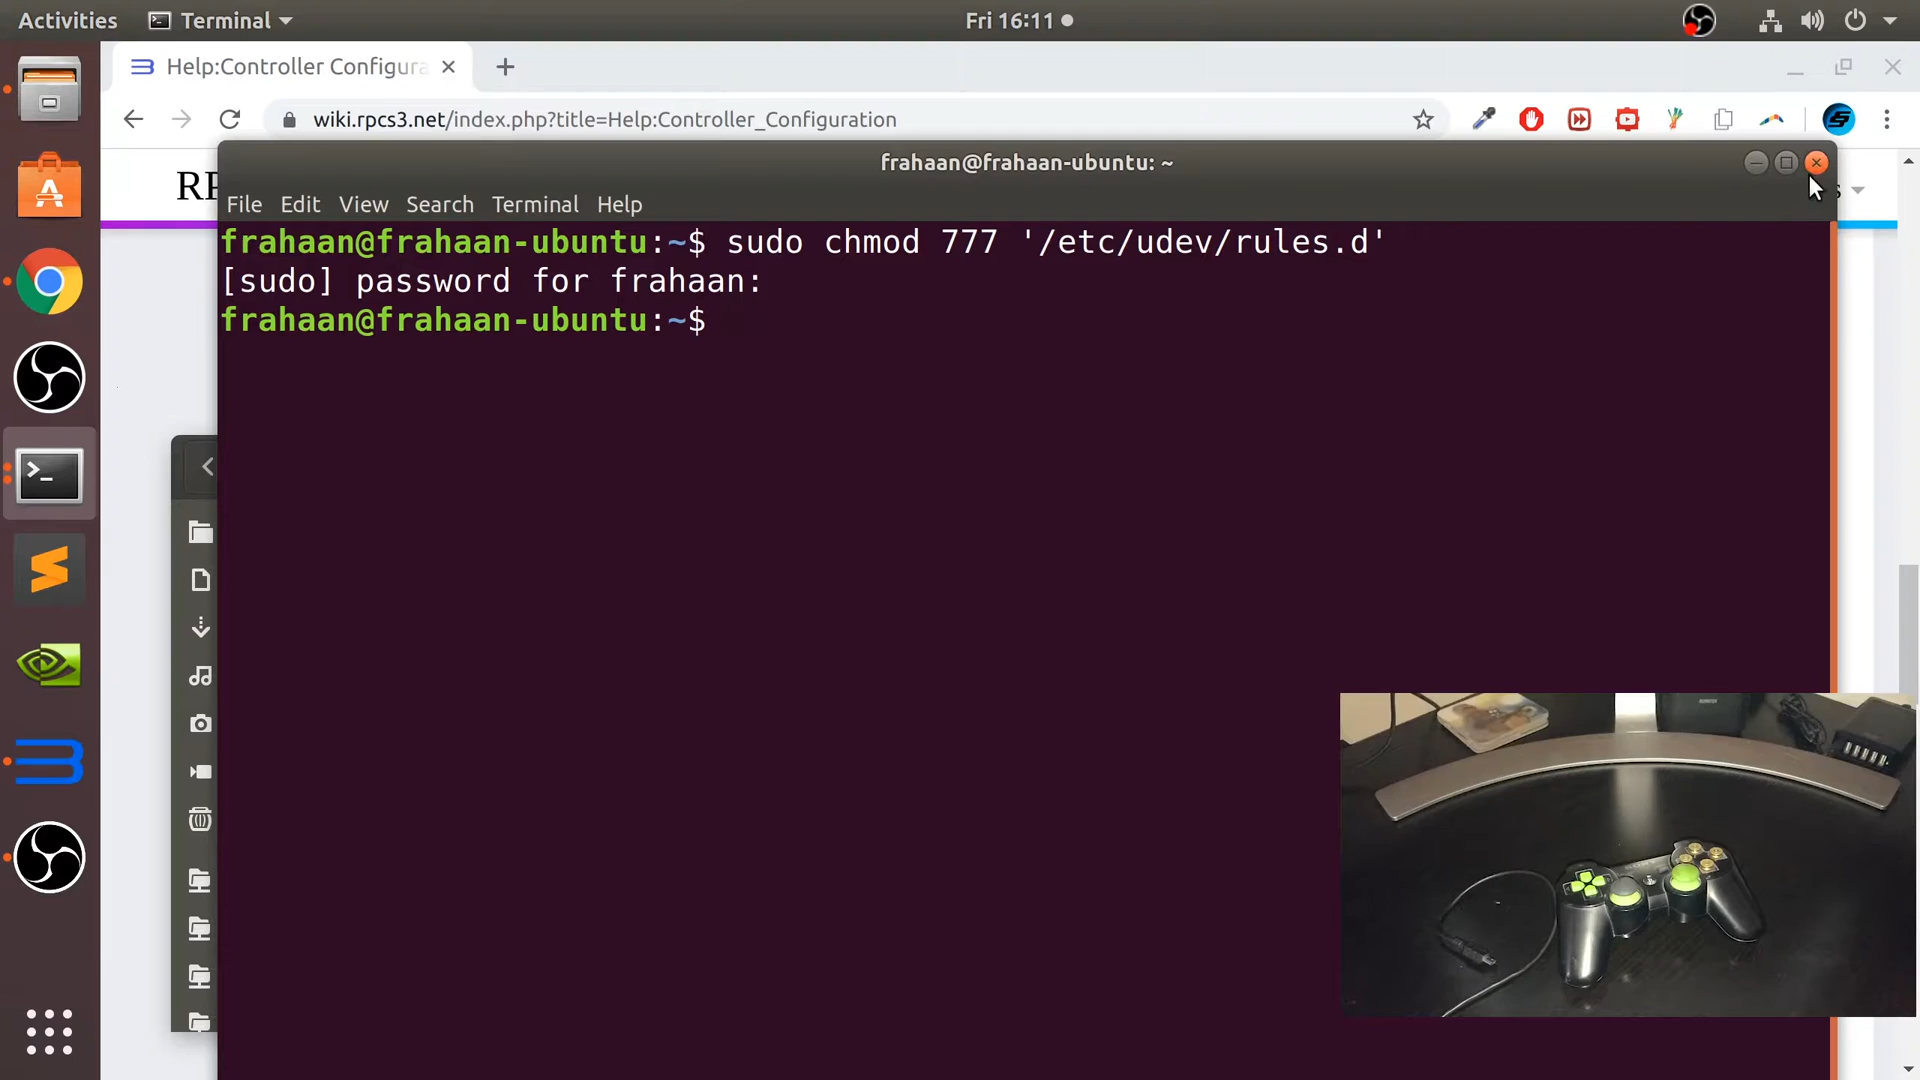 Activities
Terminal
Fri 16:11
Help:Controller Configura
wiki.rpcs3.net/index.php?title=Help:Controller_Configuration
RP
frahaan@frahaan-ubuntu: ~
File Edit View Search Terminal Help
frahaan@frahaan-ubuntu:~$ sudo chmod 777 '/etc/udev/rules.d'
[sudo] password for frahaan:
frahaan@frahaan-ubuntu:~$